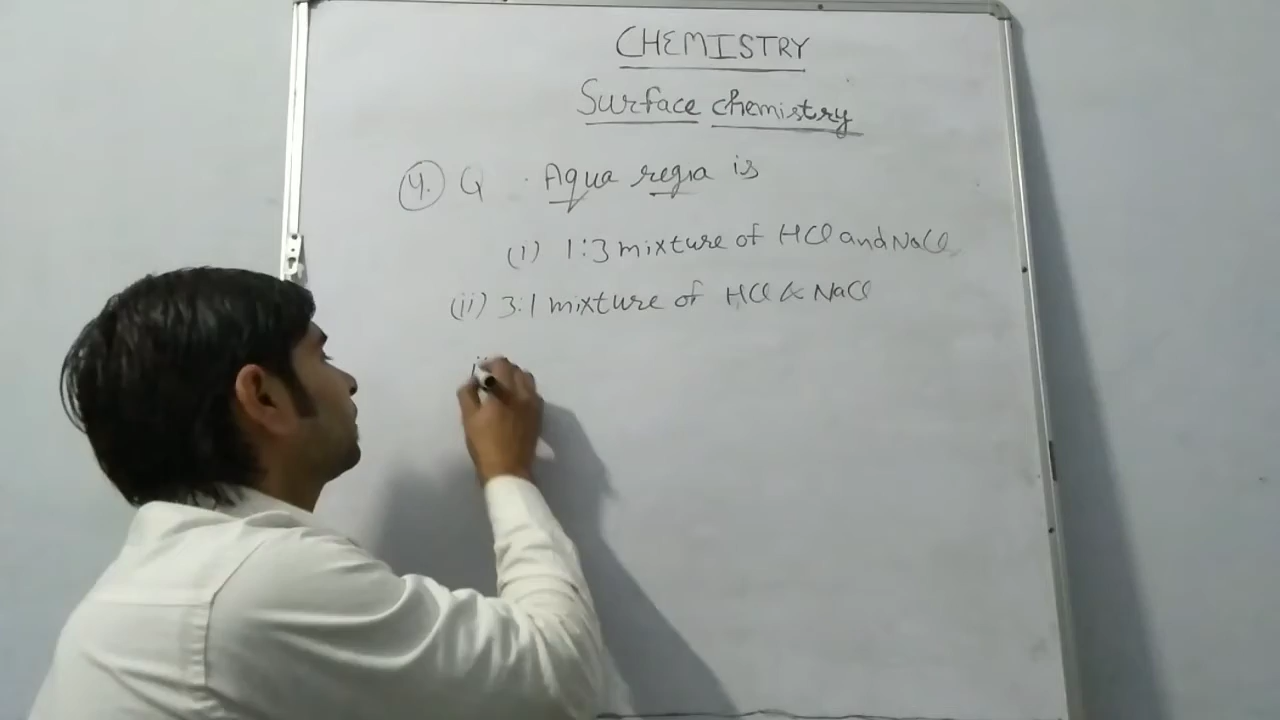 CHEMISTRY
Surface chemistry
4. Q. Aqua regia is
(i) 1:3 mixture of HCl and NaCl
(ii) 3:1 mixture of HCl & NaCl